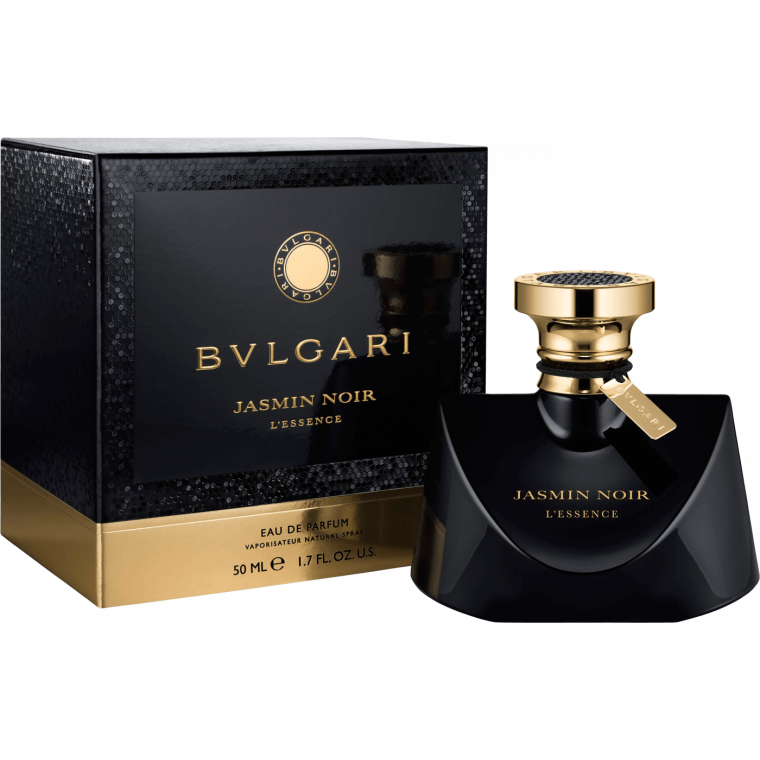 BVLGARI · BVLGARI
BVLGARI
JASMIN NOIR
L'ESSENCE
EAU DE PARFUM
VAPORISATEUR NATURAL SPRAY
50 ML ℮ 1.7 FL. OZ. U.S.
BVLGARI
JASMIN NOIR
L'ESSENCE